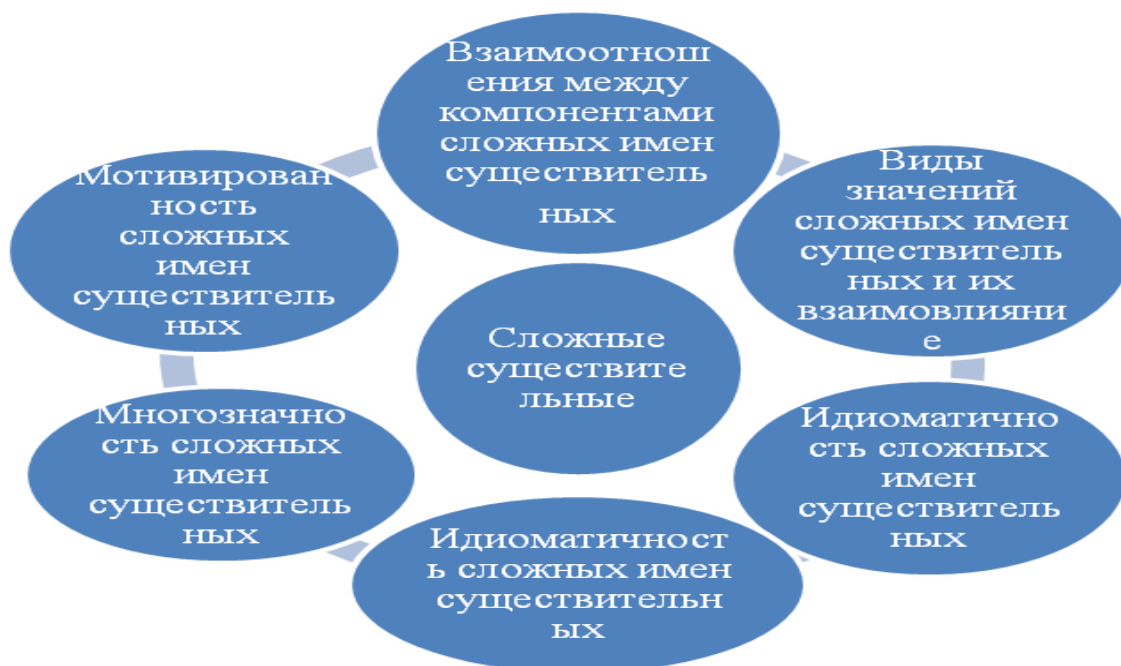 Взаимоотнош
ения между
компонентами
сложных имен
существитель
ных
Виды
значений
сложных имен
существитель
ных и их
взаимовлияни
е
Идиоматично
сть сложных
имен
существитель
ных
Идиоматичност
ь сложных имен
существительн
ых
Многозначно
сть сложных
имен
существитель
ных
Мотивирован
ность
сложных
имен
существитель
ных
Сложные
существите
льные